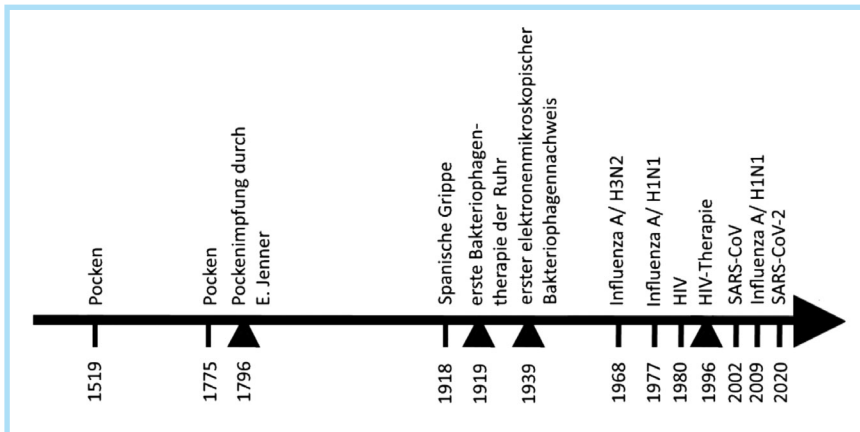 Pocken
Pocken
Pockenimpfung durch
E. Jenner
Spanische Grippe
erste Bakteriophagen-
therapie der Ruhr
erster elektronenmikroskopischer
Bakteriophagennachweis
Influenza A/ H3N2
Influenza A/ H1N1
HIV
HIV-Therapie
SARS-CoV
Influenza A/ H1N1
SARS-CoV-2
1519
1775
1796
1918
1919
1939
1968
1977
1980
1996
2002
2009
2020